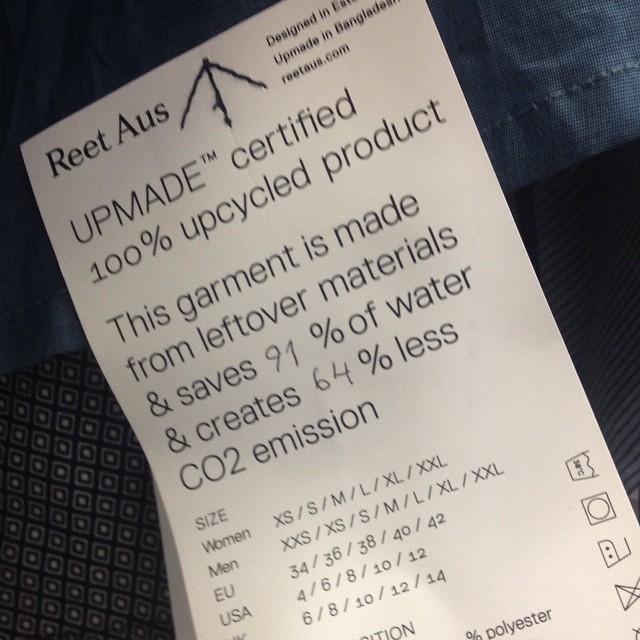 Designed in
Upmade in Bangladesh
reetaus.com
Reet Aus
UPMADE™ certified
100% upcycled product
This garment is made
from leftover materials
& saves 91 % of water
& creates 64 % less
CO2 emission
SIZE
Women XS / S / M / L / XL / XXL
Men XXS / XS / S / M / L / XL / XXL
EU 34 / 36 / 38 / 40 / 42
USA 4 / 6 / 8 / 10 / 12
6 / 8 / 10 / 12 / 14
% polyester